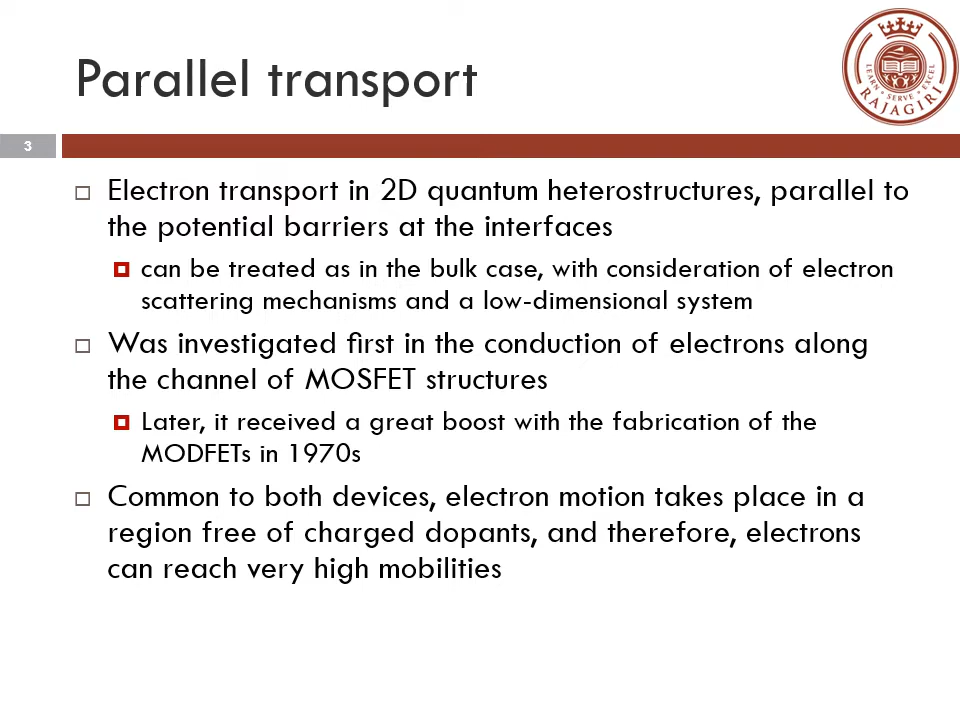 Parallel transport
LEARN • SERVE • EXCEL
RAJAGIRI
3
Electron transport in 2D quantum heterostructures, parallel to
the potential barriers at the interfaces
can be treated as in the bulk case, with consideration of electron
scattering mechanisms and a low-dimensional system
Was investigated first in the conduction of electrons along
the channel of MOSFET structures
Later, it received a great boost with the fabrication of the
MODFETs in 1970s
Common to both devices, electron motion takes place in a
region free of charged dopants, and therefore, electrons
can reach very high mobilities